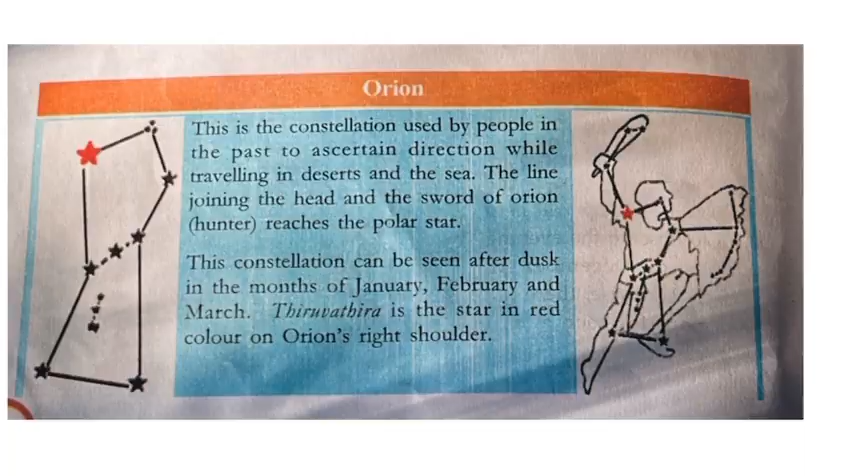 Orion
This is the constellation used by people in
the past to ascertain direction while
travelling in deserts and the sea. The line
joining the head and the sword of orion
(hunter) reaches the polar star.
This constellation can be seen after dusk
in the months of January, February and
March. Thiruvathira is the star in red
colour on Orion's right shoulder.